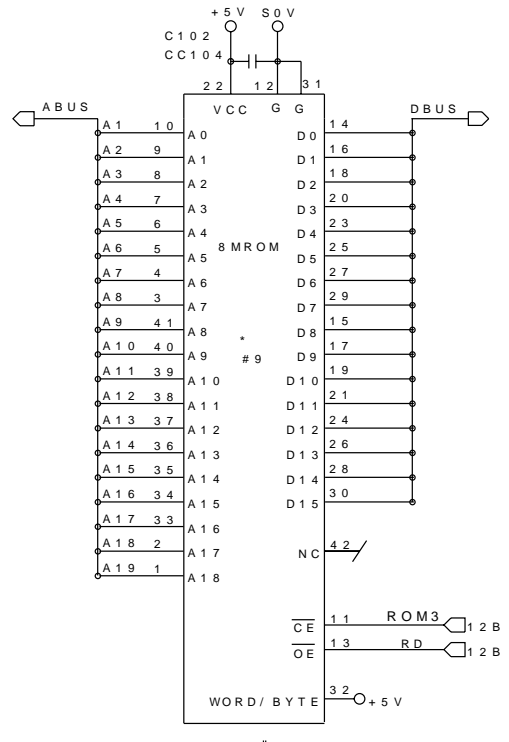 +5V S0V
C102
CC104
22 12 31
ABUS VCC G G DBUS
A1 10 A0 D0 14
A2 9 A1 D1 16
A3 8 A2 D2 18
A4 7 A3 D3 20
A5 6 A4 D4 23
8MROM
A6 5 A5 D5 25
A7 4 A6 D6 27
A8 3 A7 D7 29
A9 41 A8 D8 15
*
A10 40 A9 D9 17
#9
A11 39 A10 D10 19
A12 38 A11 D11 21
A13 37 A12 D12 24
A14 36 A13 D13 26
A15 35 A14 D14 28
A16 34 A15 D15 30
A17 33 A16
A18 2 A17 NC 42
A19 1 A18
CE 11 ROM3 12B
OE 13 RD 12B
WORD/BYTE 32 +5V